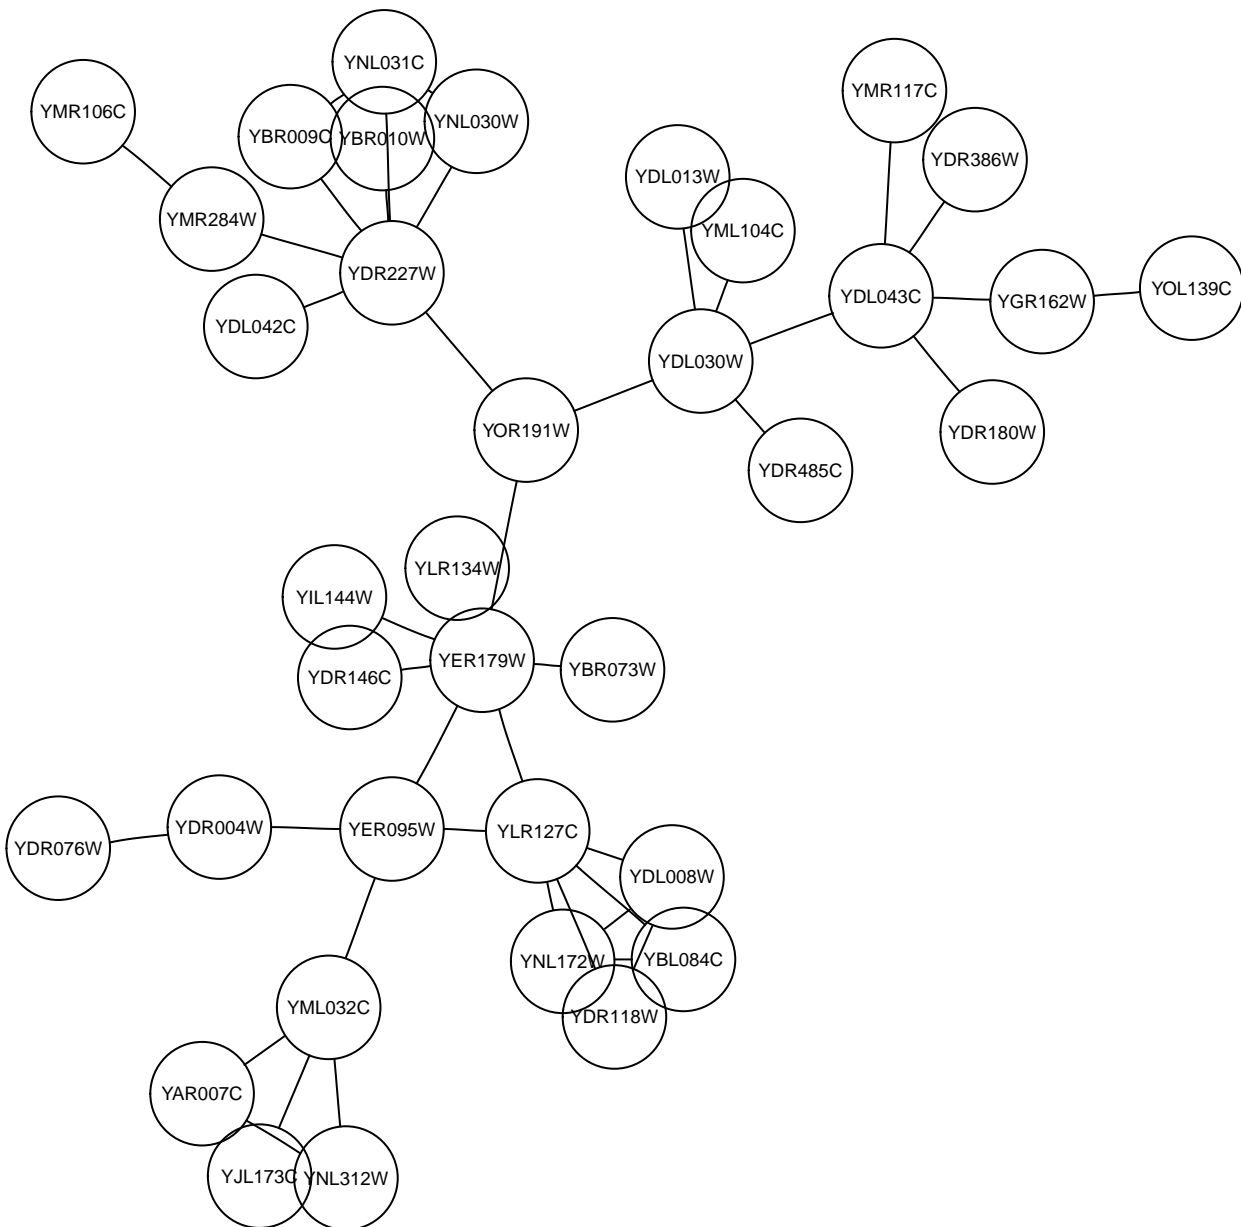 YNL031C
YMR117C
YMR106C
YNL030W
YBR009C
YBR010W
YDR386W
YDL013W
YMR284W
YML104C
YDR227W
YOL139C
YDL043C
YGR162W
YDL042C
YDL030W
YOR191W
YDR180W
YDR485C
YLR134W
YIL144W
YER179W
YBR073W
YDR146C
YDR004W
YER095W
YLR127C
YDR076W
YDL008W
YNL172W
YBL084C
YML032C
YDR118W
YAR007C
YJL173C
YNL312W